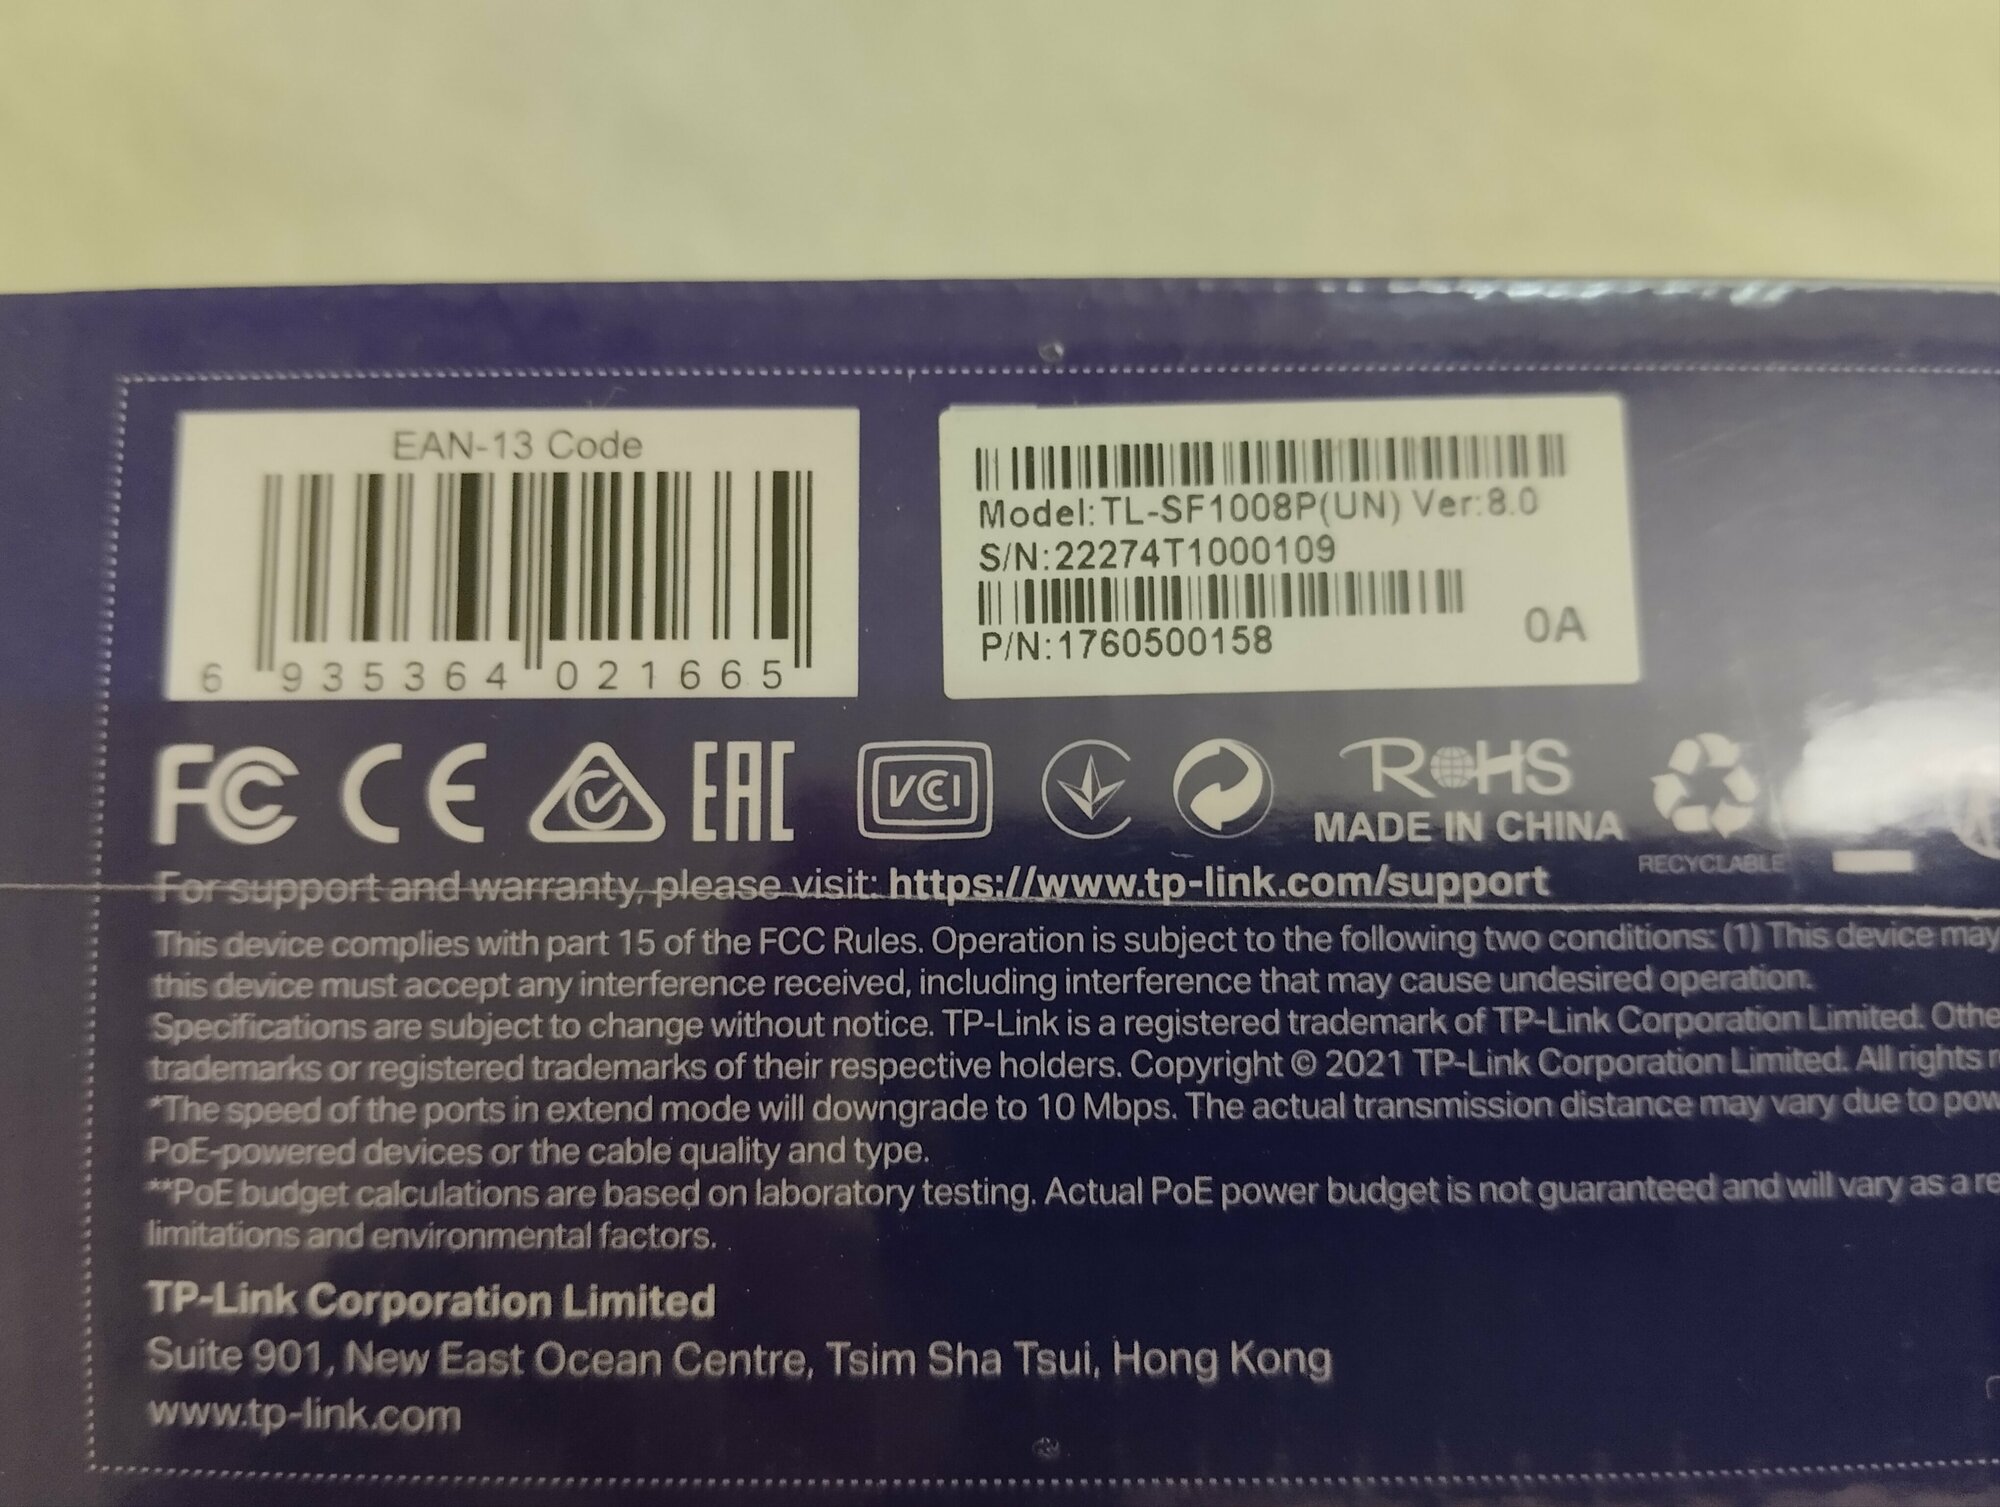 EAN-13 Code
6 935364 021665
Model:TL-SF1008P(UN) Ver:8.0
S/N:22274T1000109
P/N:1760500158
0A
FC CE EAC VCCI RoHS
MADE IN CHINA
RECYCLABLE
For support and warranty, please visit: https://www.tp-link.com/support
This device complies with part 15 of the FCC Rules. Operation is subject to the following two conditions: (1) This device may
this device must accept any interference received, including interference that may cause undesired operation.
Specifications are subject to change without notice. TP-Link is a registered trademark of TP-Link Corporation Limited. Othe
trademarks or registered trademarks of their respective holders. Copyright © 2021 TP-Link Corporation Limited. All rights r
*The speed of the ports in extend mode will downgrade to 10 Mbps. The actual transmission distance may vary due to pow
PoE-powered devices or the cable quality and type.
**PoE budget calculations are based on laboratory testing. Actual PoE power budget is not guaranteed and will vary as a re
limitations and environmental factors.
TP-Link Corporation Limited
Suite 901, New East Ocean Centre, Tsim Sha Tsui, Hong Kong
www.tp-link.com